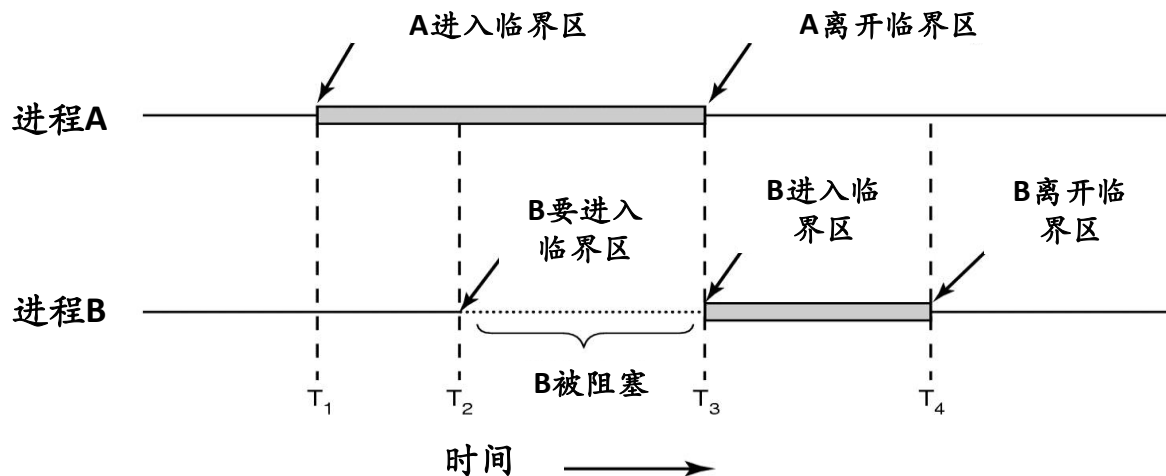 A进入临界区
A离开临界区
进程A
B要进入
临界区
B进入临
界区
B离开临
界区
进程B
B被阻塞
T1
T2
T3
T4
时间